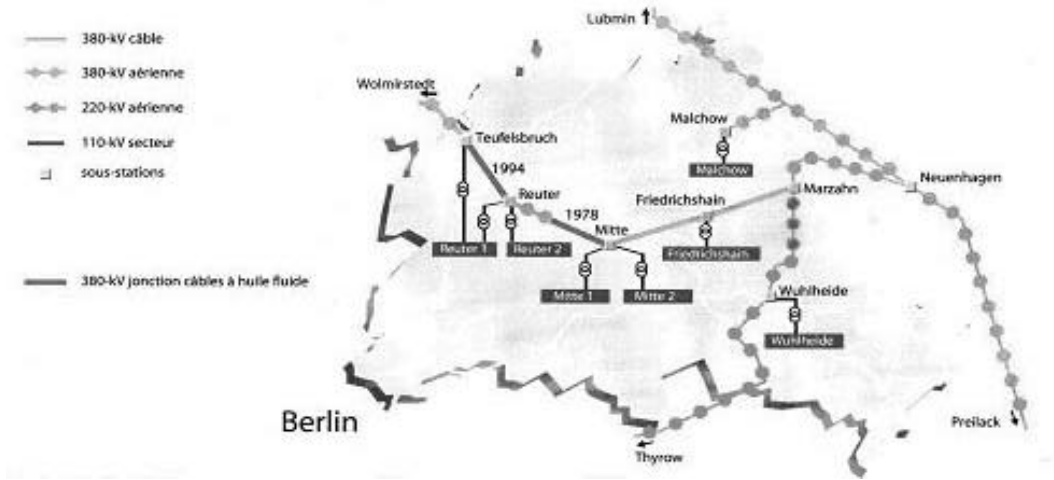 380-kV câble
380-kV aérienne
220-kV aérienne
110-kV secteur
sous-stations
380-kV jonction câbles à huile fluide
Berlin
Lubmin
Wolmirstedt
Teufelsbruch
Malchow
Malchow
1994
Reuter
Friedrichshain
Marzahn
Neuenhagen
1978
Mitte
Reuter 1
Reuter 2
Friedrichshain
Mitte 1
Mitte 2
Wuhlheide
Wuhlheide
Preilack
Thyrow